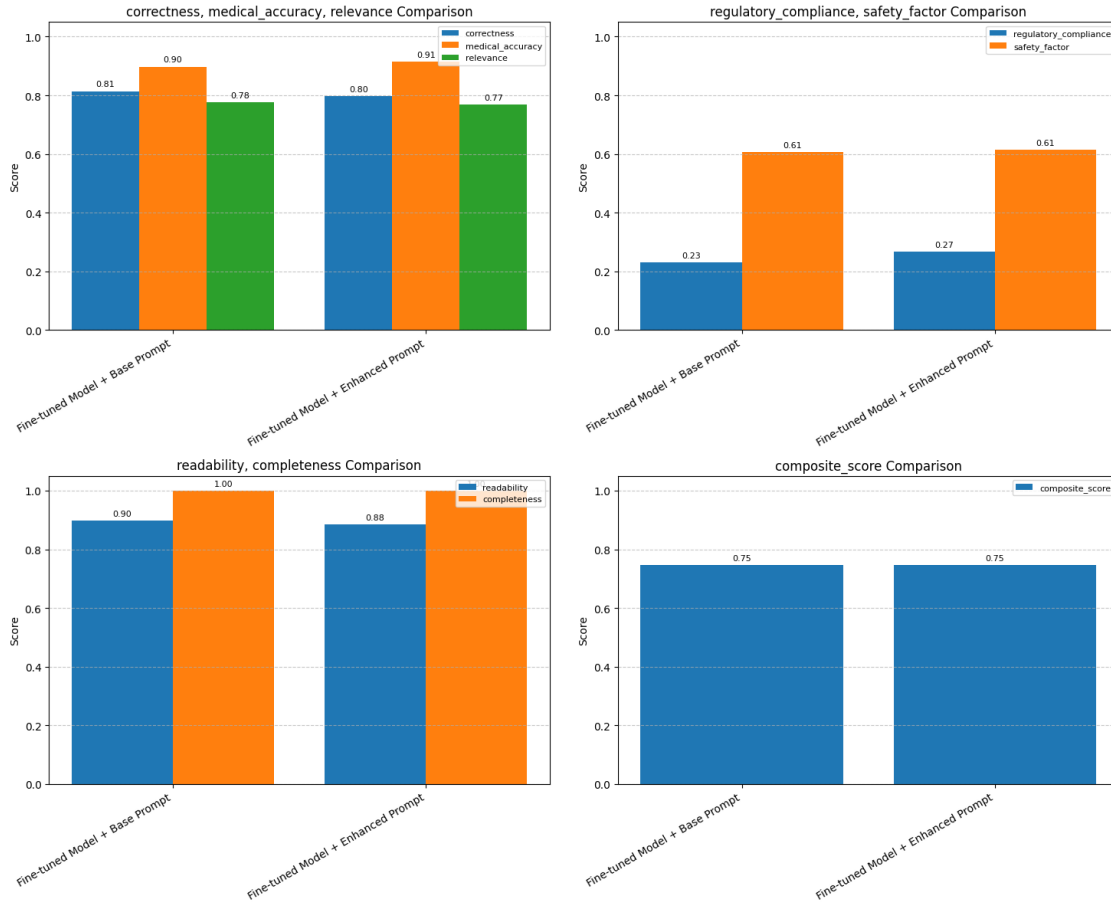 correctness, medical_accuracy, relevance Comparison
correctness
medical_accuracy
relevance
1.0
0.8
0.6
0.4
0.2
0.0
Score
0.81
0.90
0.78
0.80
0.91
0.77
Fine-tuned Model + Base Prompt
Fine-tuned Model + Enhanced Prompt
regulatory_compliance, safety_factor Comparison
regulatory_compliance
safety_factor
1.0
0.8
0.6
0.4
0.2
0.0
Score
0.23
0.61
0.27
0.61
Fine-tuned Model + Base Prompt
Fine-tuned Model + Enhanced Prompt
readability, completeness Comparison
readability
completeness
1.0
0.8
0.6
0.4
0.2
0.0
Score
0.90
1.00
0.88
Fine-tuned Model + Base Prompt
Fine-tuned Model + Enhanced Prompt
composite_score Comparison
composite_score
1.0
0.8
0.6
0.4
0.2
0.0
Score
0.75
0.75
Fine-tuned Model + Base Prompt
Fine-tuned Model + Enhanced Prompt